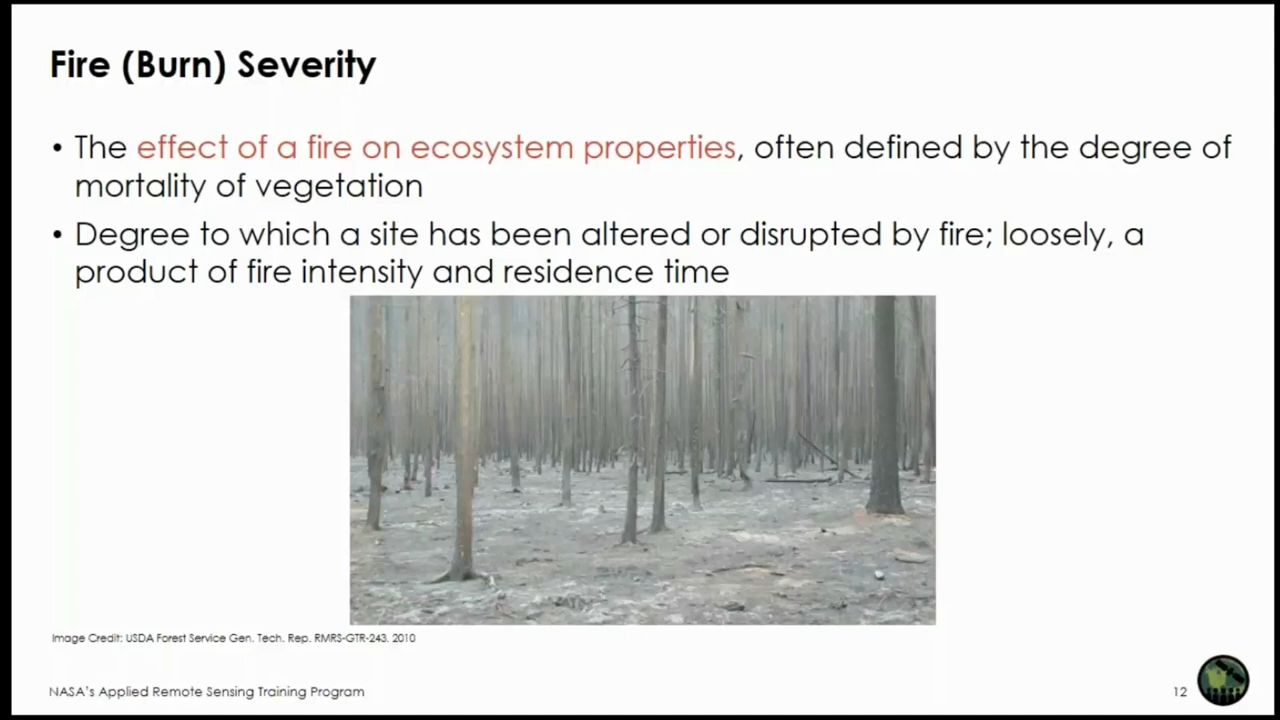 Fire (Burn) Severity
• The effect of a fire on ecosystem properties, often defined by the degree of
mortality of vegetation
• Degree to which a site has been altered or disrupted by fire; loosely, a
product of fire intensity and residence time
Image Credit: USDA Forest Service Gen. Tech. Rep. RMRS-GTR-243. 2010
NASA's Applied Remote Sensing Training Program
12